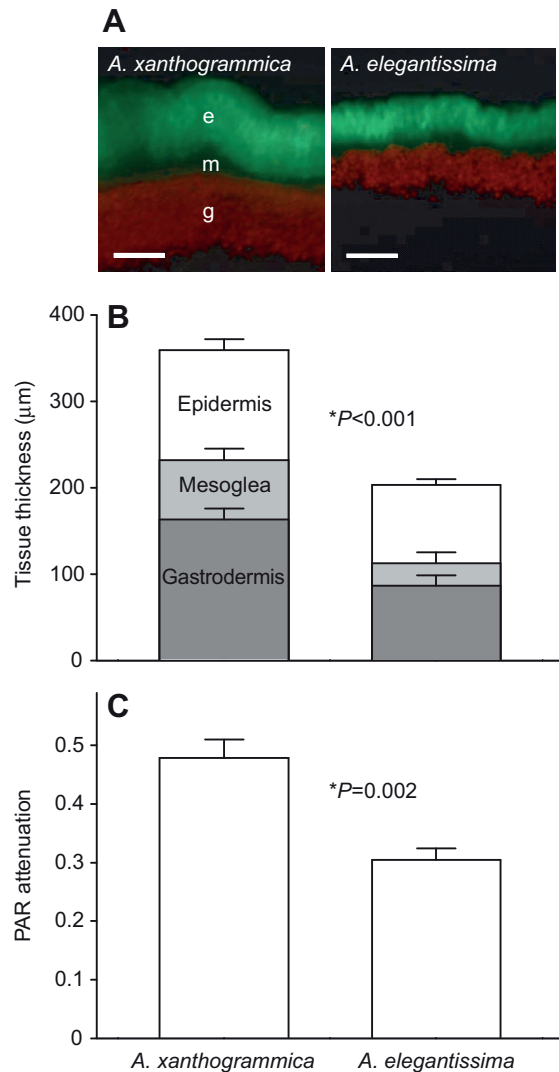 A
A. xanthogrammica
A. elegantissima
e
m
g
B
400
300
200
100
0
Tissue thickness (µm)
Epidermis
Mesoglea
Gastrodermis
*P<0.001
C
0.5
0.4
0.3
0.2
0.1
0
PAR attenuation
*P=0.002
A. xanthogrammica
A. elegantissima